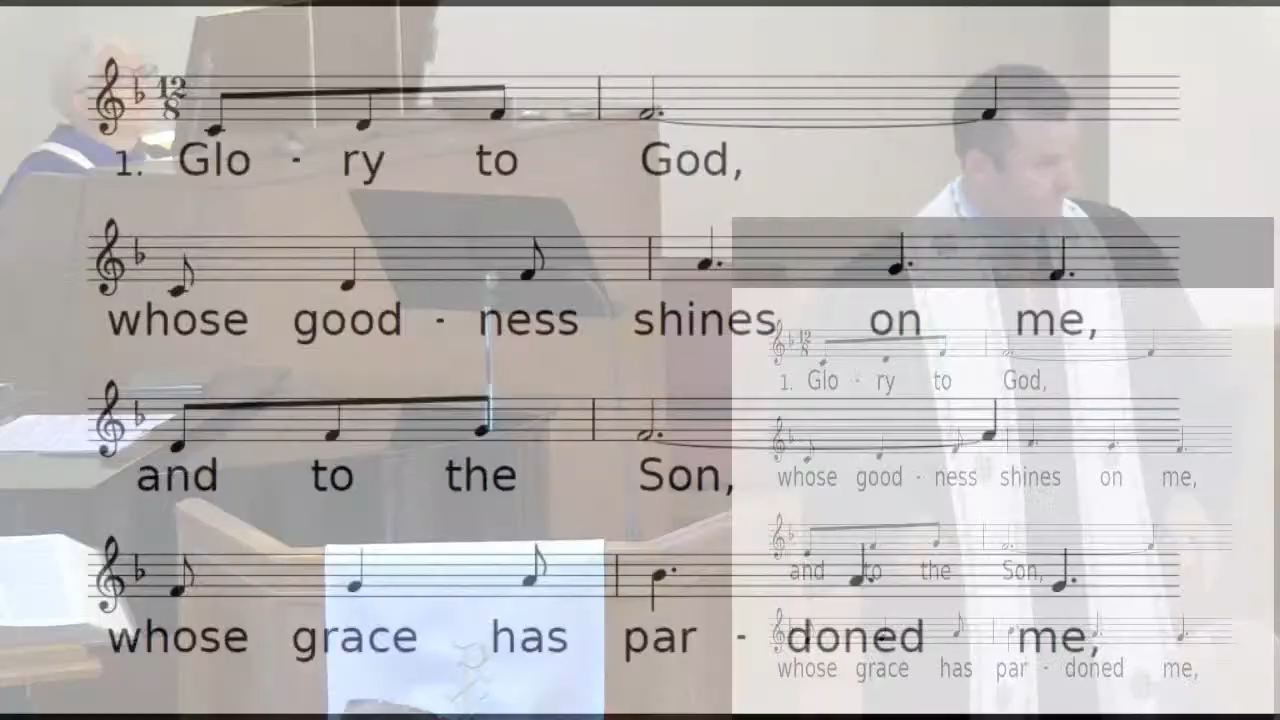 1. Glo - ry to God,
whose good - ness shines on me,
and to the Son,
whose grace has par - doned me,
1. Glo - ry to God,
whose good - ness shines on me,
and to the Son,
whose grace has par - doned me,